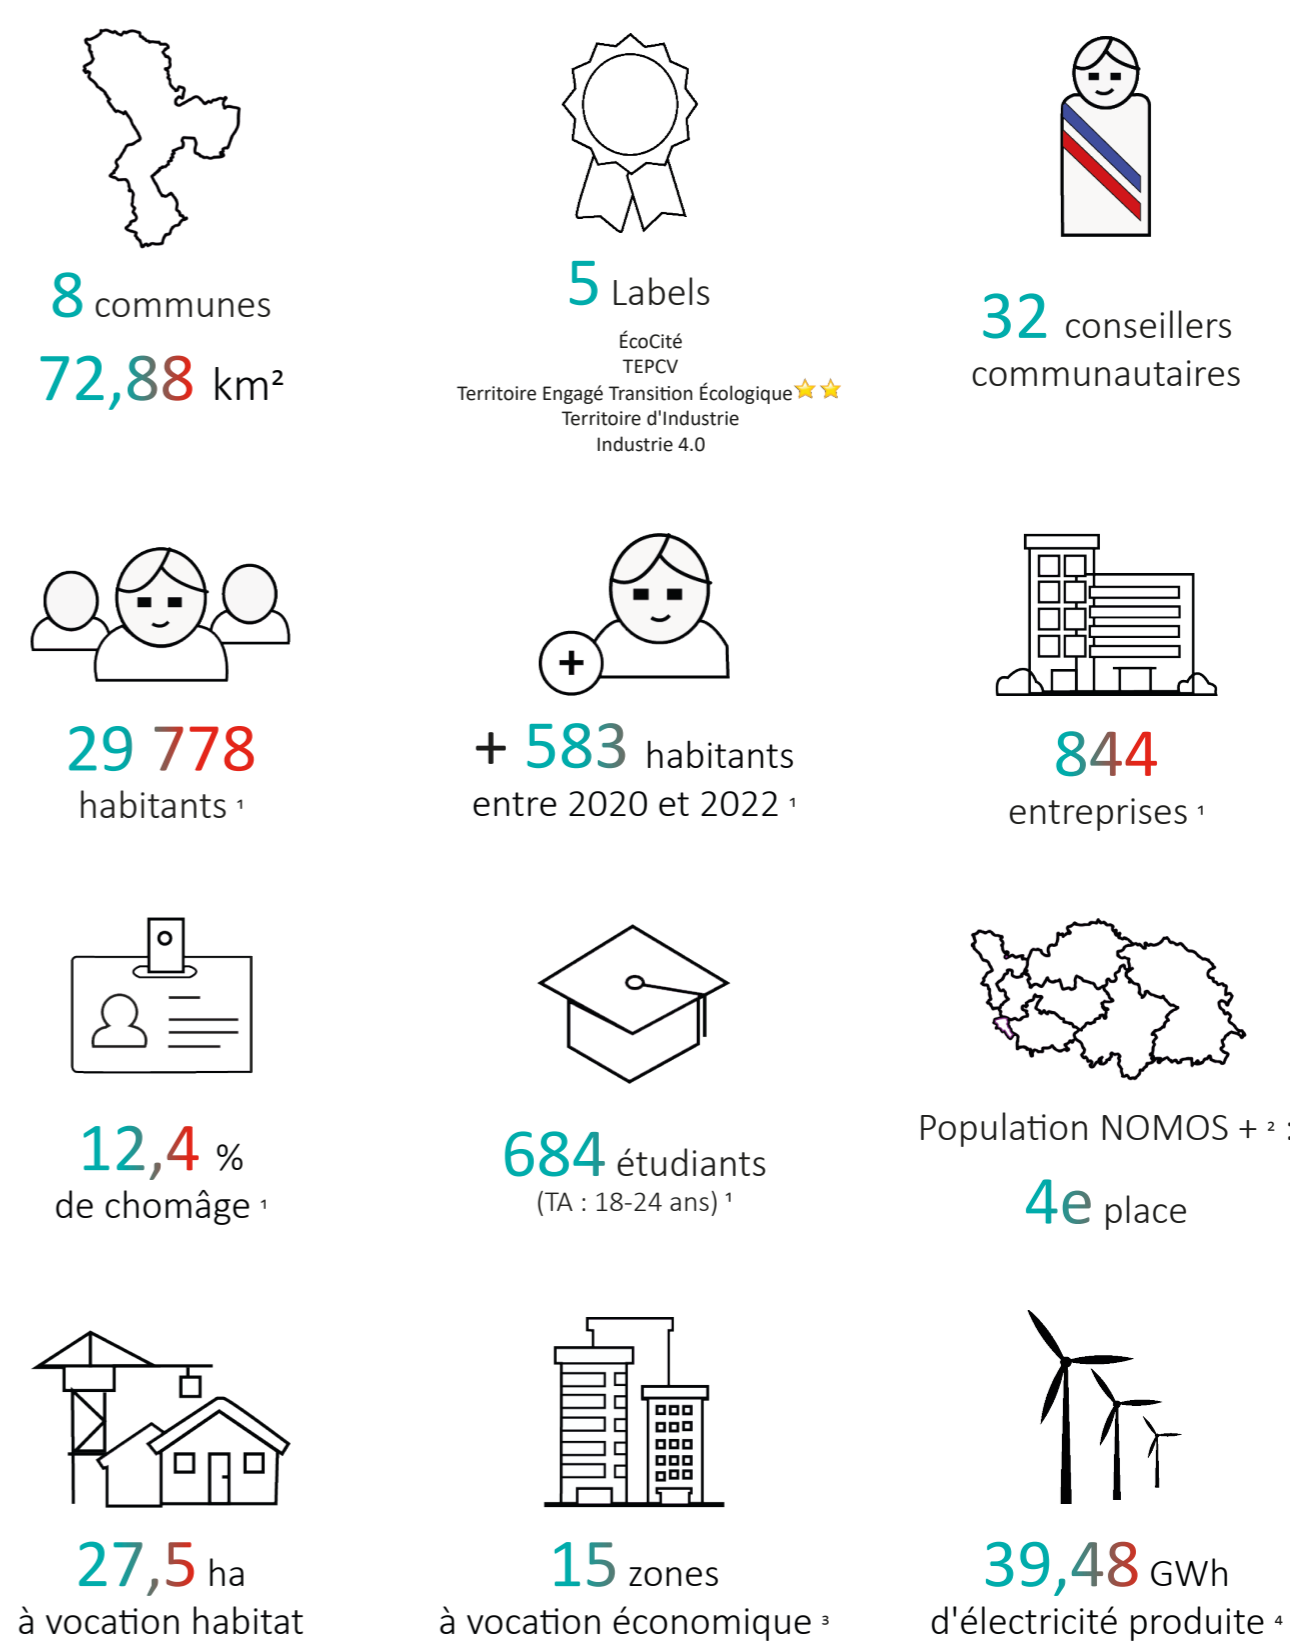 8 communes
72,88 km²
5 Labels
ÉcoCité
TEPCV
Territoire Engagé Transition Écologique
Territoire d'Industrie
Industrie 4.0
32 conseillers
communautaires
29 778
habitants ¹
+ 583 habitants
entre 2020 et 2022 ¹
844
entreprises ¹
12,4 %
de chomâge ¹
684 étudiants
(TA : 18-24 ans) ¹
Population NOMOS + ² :
4e place
27,5 ha
à vocation habitat
15 zones
à vocation économique ³
39,48 GWh
d'électricité produite ⁴